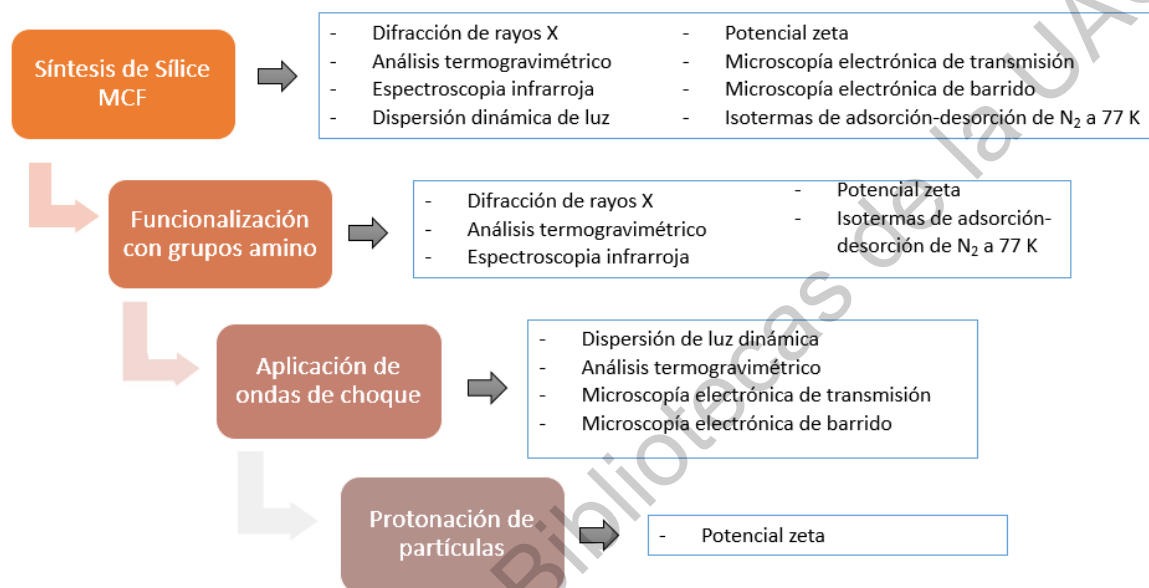 Síntesis de Sílice
MCF
- Difracción de rayos X
- Análisis termogravimétrico
- Espectroscopia infrarroja
- Dispersión dinámica de luz
- Potencial zeta
- Microscopía electrónica de transmisión
- Microscopía electrónica de barrido
- Isotermas de adsorción-desorción de N₂ a 77 K
Funcionalización
con grupos amino
- Difracción de rayos X
- Análisis termogravimétrico
- Espectroscopia infrarroja
- Potencial zeta
- Isotermas de adsorción-
desorción de N₂ a 77 K
Aplicación de
ondas de choque
- Dispersión de luz dinámica
- Análisis termogravimétrico
- Microscopía electrónica de transmisión
- Microscopía electrónica de barrido
Protonación de
partículas
- Potencial zeta
Bibliotecas de la